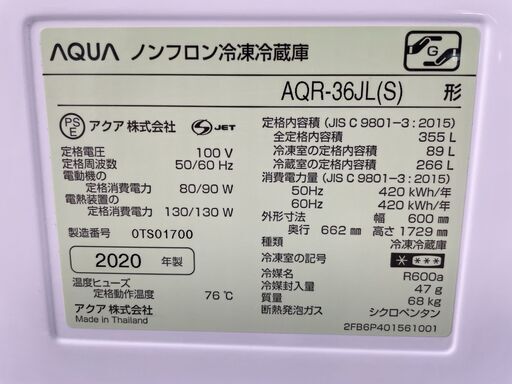 AQUA ノンフロン冷凍冷蔵庫
G
AQR-36JL(S) 形
PS E アクア株式会社 S JET
定格電圧 100 V
定格周波数 50/60 Hz
電動機の
定格消費電力 80/90 W
電熱装置の
定格消費電力 130/130 W
製造番号 0TS01700
2020 年製
温度ヒューズ
定格動作温度 76℃
アクア株式会社
Made in Thailand
定格内容積 (JIS C 9801-3 : 2015)
全定格内容積 355 L
冷凍室の定格内容積 89 L
冷蔵室の定格内容積 266 L
消費電力量 (JIS C 9801-3 : 2015)
50Hz 420 kWh/年
60Hz 420 kWh/年
外形寸法 幅 600 mm
奥行 662 mm 高さ 1729 mm
種類 冷凍冷蔵庫
冷凍室の記号 * ***
冷媒名 R600a
冷媒封入量 47 g
質量 68 kg
断熱発泡ガス シクロペンタン
2FB6P401561001